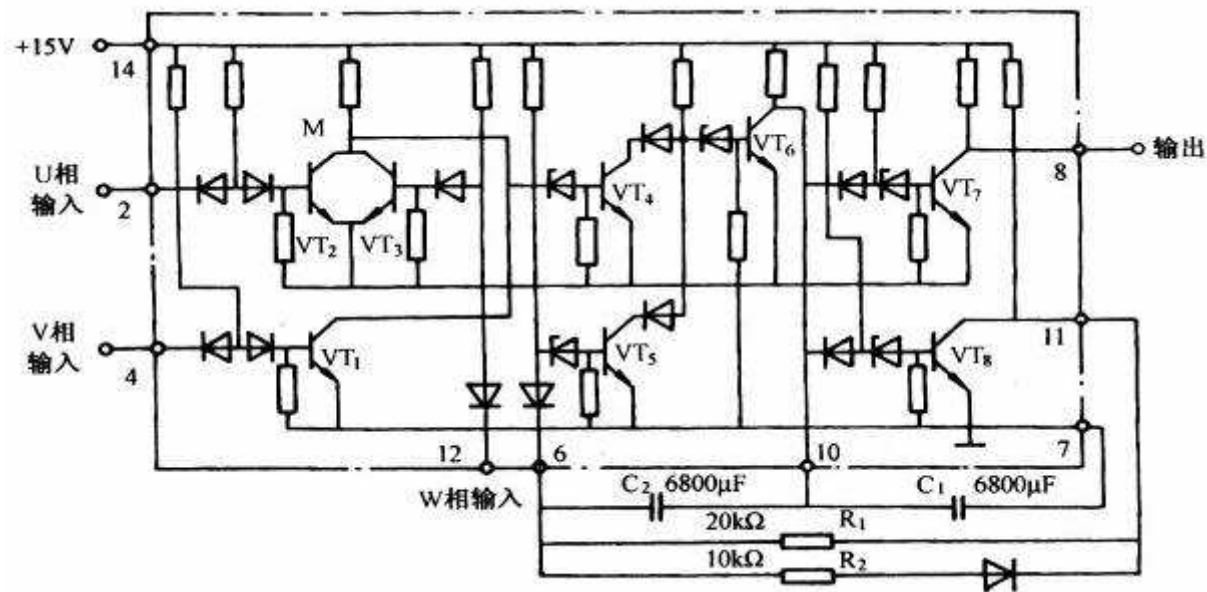 +15V
14
M
VT₆
VT₄
VT₇
8
输出
U相
输入
2
VT₂
VT₃
V相
输入
4
VT₁
VT₅
VT₈
11
12
6
10
7
W相输入
C₂ 6800μF
C₁ 6800μF
20kΩ
R₁
10kΩ
R₂